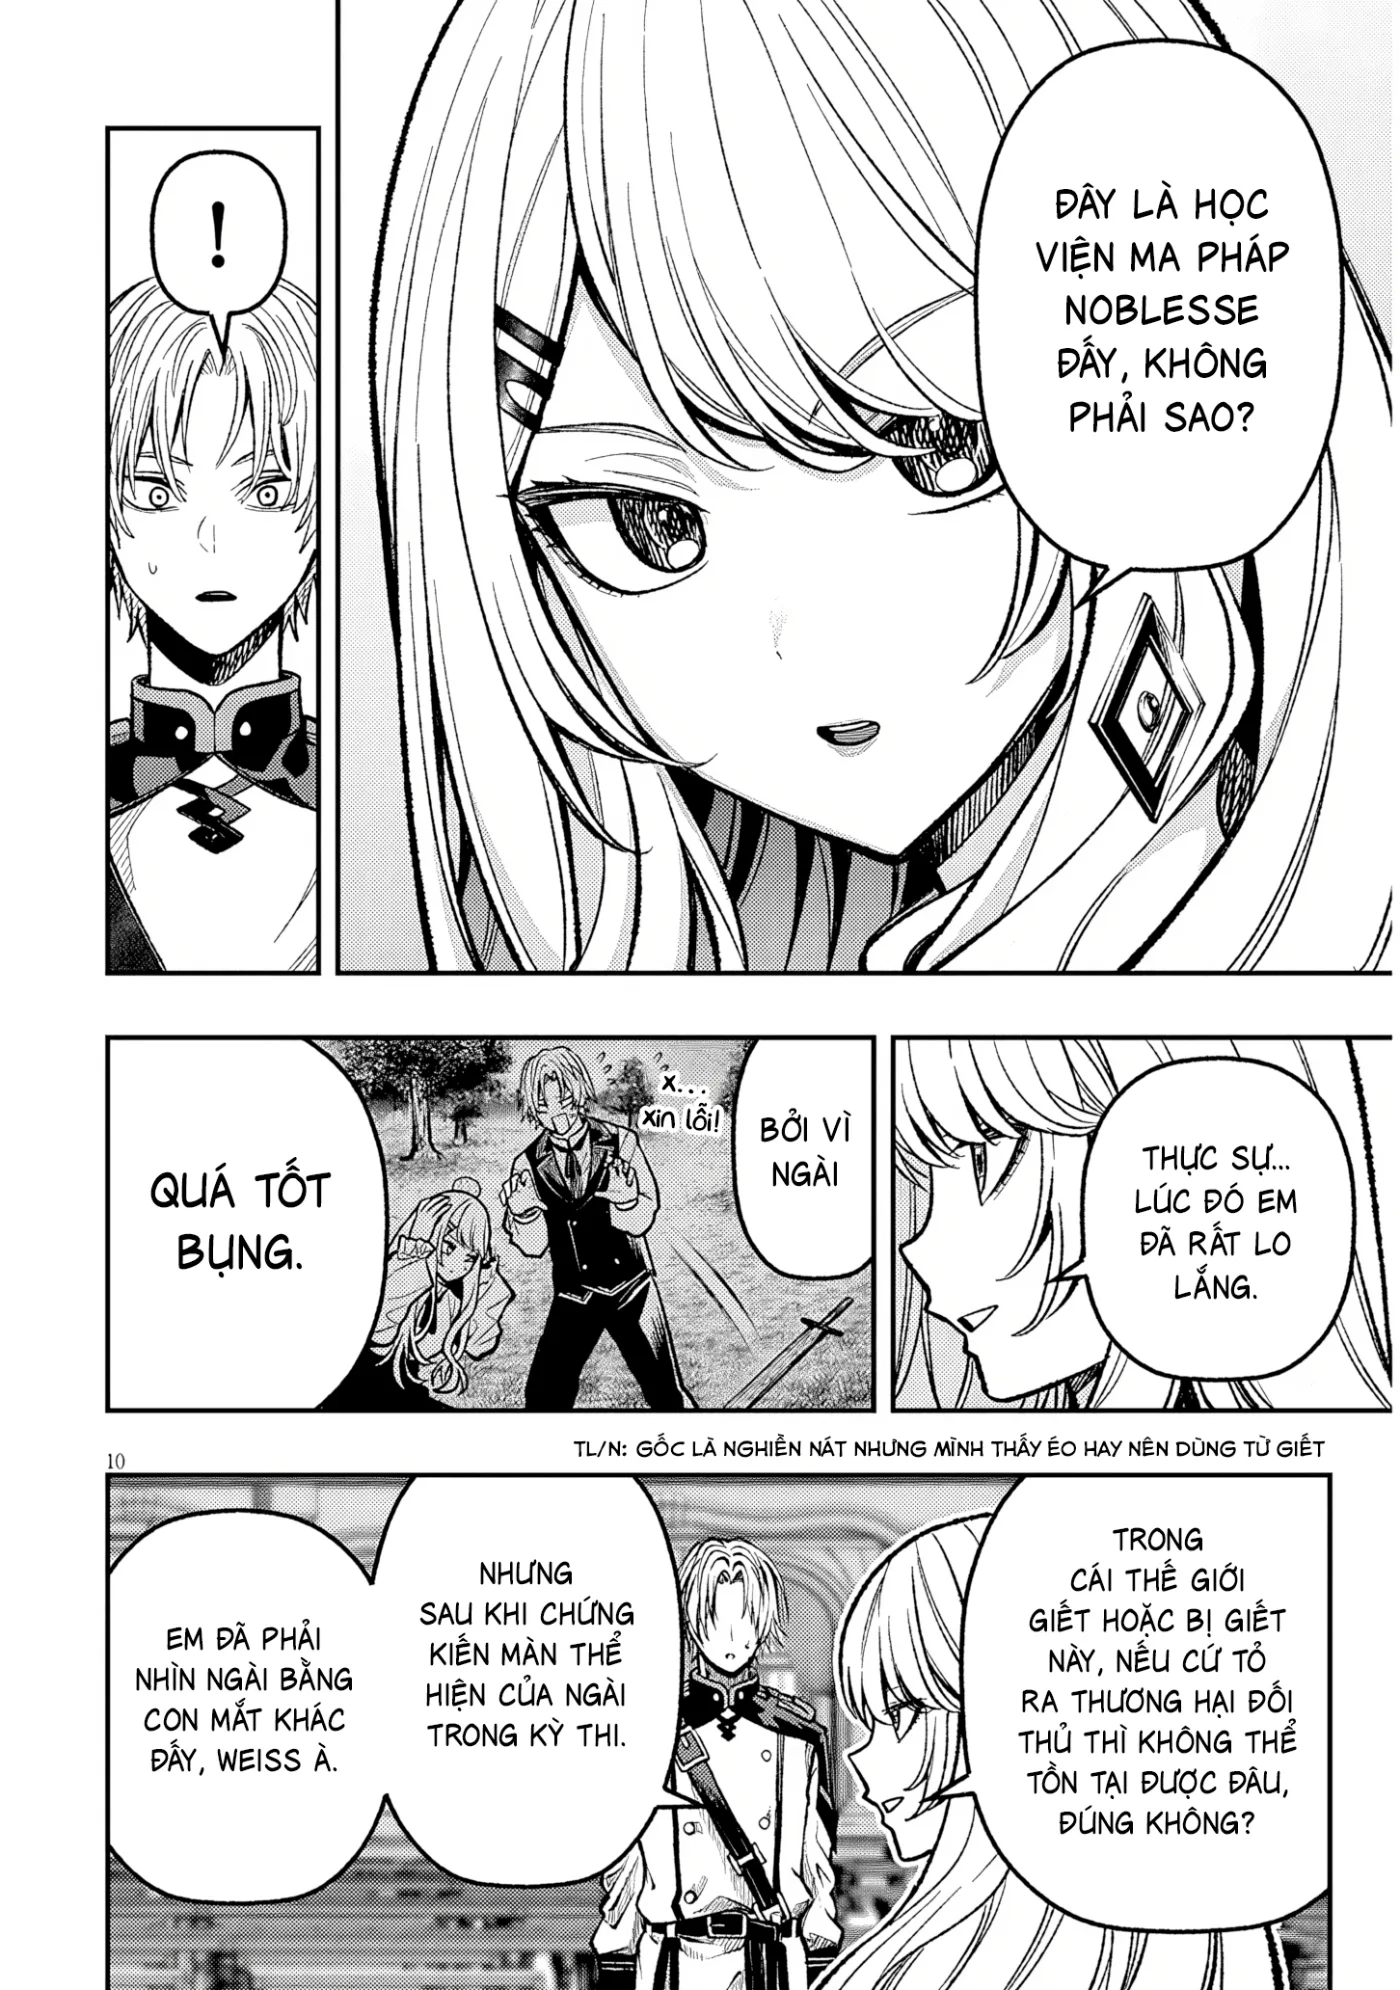 ĐÂY LÀ HỌC
VIỆN MA PHÁP
NOBLESSE
ĐẤY, KHÔNG
PHẢI SAO?
!
THỰC SỰ...
LÚC ĐÓ EM
ĐÃ RẤT LO
LẮNG.
BỞI VÌ
NGÀI
X...
XIN LỖI!
QUÁ TỐT
BỤNG.
TL/N: GỐC LÀ NGHIỀN NÁT NHƯNG MÌNH THẤY ÉO HAY NÊN DÙNG TỪ GIẾT
10
TRONG
CÁI THẾ GIỚI
GIẾT HOẶC BỊ GIẾT
NÀY, NẾU CỨ TỎ
RA THƯƠNG HẠI ĐỐI
THỦ THÌ KHÔNG THỂ
TỒN TẠI ĐƯỢC ĐÂU,
ĐÚNG KHÔNG?
NHƯNG
SAU KHI CHỨNG
KIẾN MÀN THỂ
HIỆN CỦA NGÀI
TRONG KỲ THI.
EM ĐÃ PHẢI
NHÌN NGÀI BẰNG
CON MẮT KHÁC
ĐẤY, WEISS À.